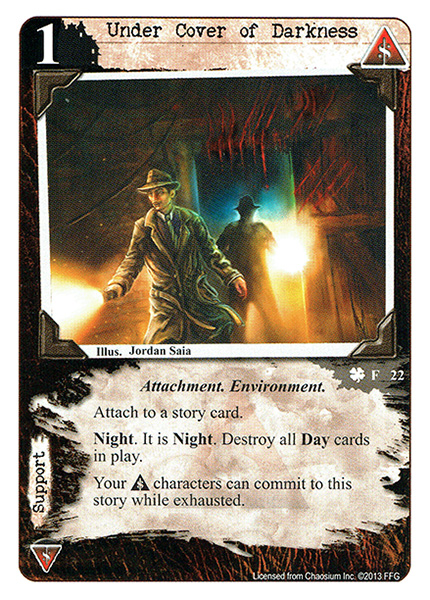 1
Under Cover of Darkness
Illus. Jordan Saia
F 22
Attachment. Environment.
Attach to a story card.
Night. It is Night. Destroy all Day cards
in play.
Your characters can commit to this
story while exhausted.
Support
Licensed from Chaosium Inc. ©2013 FFG